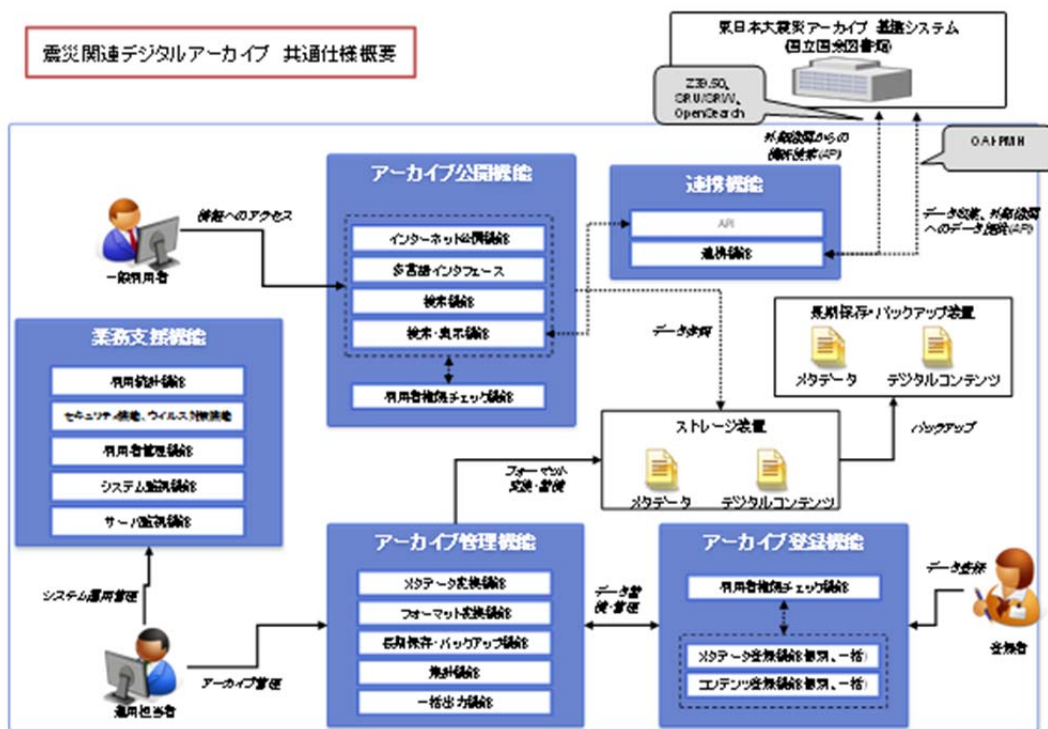 震災関連デジタルアーカイブ 共通仕様概要
東日本大震災アーカイブ 基盤システム
(国立国会図書館)
Z39.50、
SRU/SRW、
OpenSearch
外部機関からの
横断検索(API)
OAI-PMH
データ収集、外部機関
へのデータ提供(API)
アーカイブ公開機能
インターネット公開機能
多言語インタフェース
検索機能
検索・表示機能
利用者権限チェック機能
連携機能
API
連携機能
情報へのアクセス
一般利用者
業務支援機能
利用統計機能
セキュリティ機能、ウイルス対策機能
利用者管理機能
システム監視機能
サーバ監視機能
データ参照
長期保存・バックアップ装置
メタデータ
デジタルコンテンツ
バックアップ
ストレージ装置
メタデータ
デジタルコンテンツ
フォーマット
変換・蓄積
アーカイブ管理機能
メタデータ変換機能
フォーマット変換機能
長期保存・バックアップ機能
集計機能
一括出力機能
データ蓄
積・管理
アーカイブ登録機能
利用者権限チェック機能
メタデータ登録機能(個別、一括)
コンテンツ登録機能(個別、一括)
データ登録
登録者
システム運用管理
アーカイブ管理
運用担当者